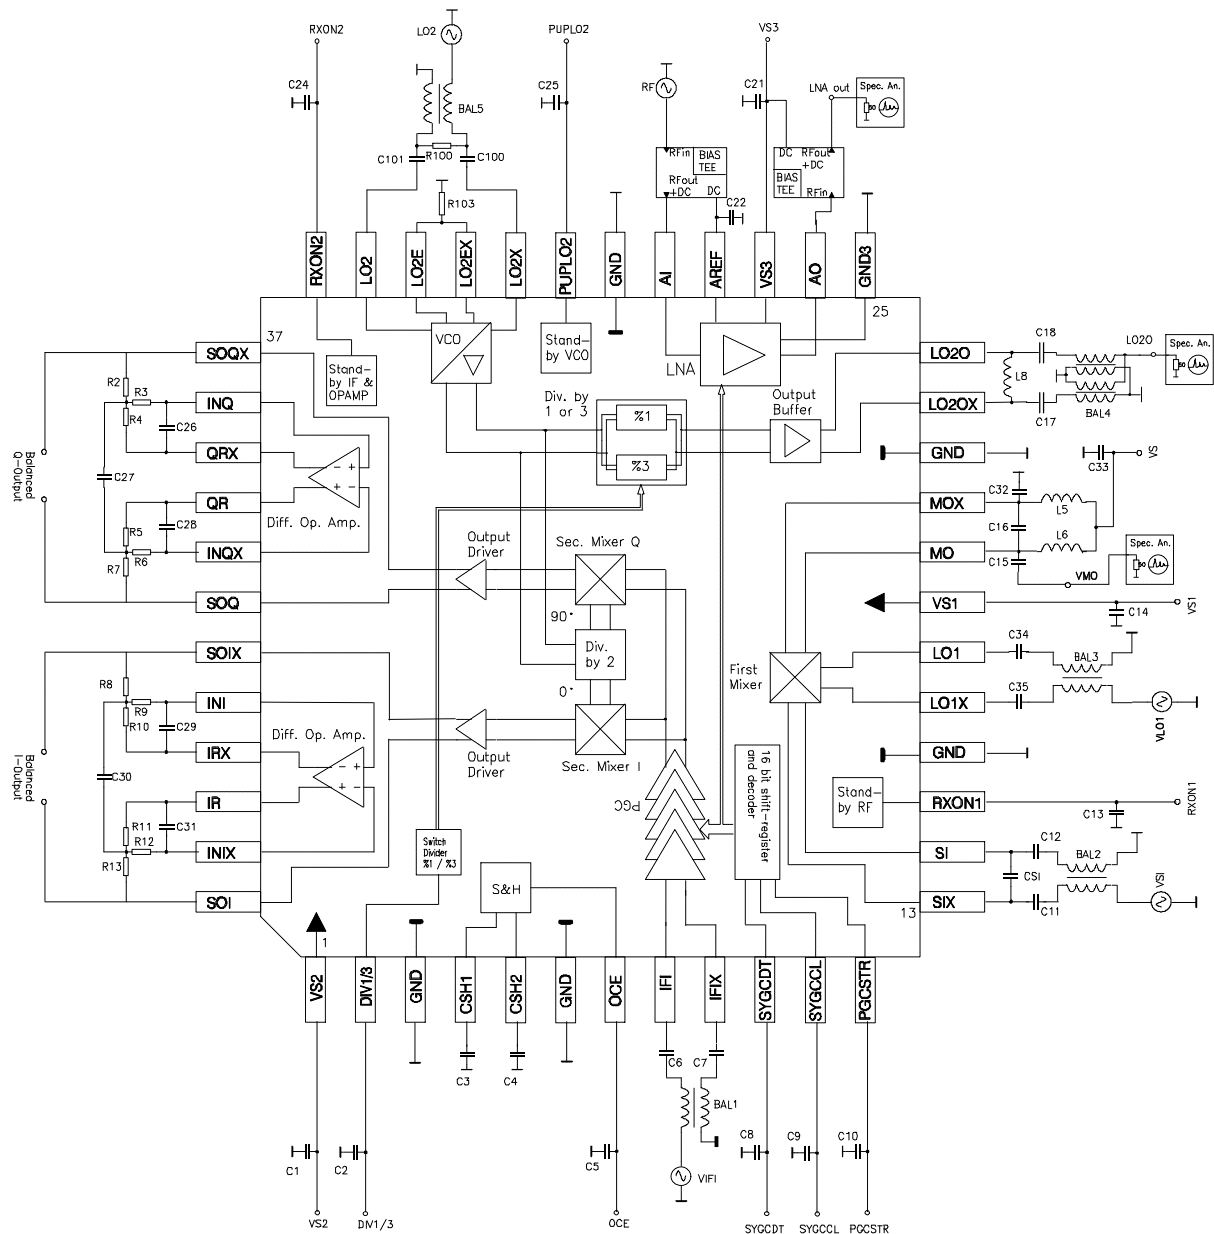 RXON2
LO2
PUPLO2
VS3
C24
BAL5
C25
RF
C21
LNA out
Spec. An.
50
C101
R100
C100
RFin
BIAS
TEE
RFout
+DC
DC
DC
RFout
+DC
BIAS
TEE
RFin
R103
C22
RXON2
LO2
LO2E
LO2EX
LO2X
PUPLO2
GND
AI
AREF
VS3
AO
GND3
37
25
VCO
Stand-
by VCO
Stand-
by IF &
OPAMP
LNA
Div. by
1 or 3
%1
%3
Output
Buffer
SOQX
INQ
QRX
QR
INQX
SOQ
SOIX
INI
IRX
IR
INIX
SOI
R2
R3
R4
C26
C27
R5
C28
R6
R7
Balanced
Q-Output
Diff. Op. Amp.
R8
R9
R10
C29
C30
R11
C31
R12
R13
Balanced
I-Output
Diff. Op. Amp.
Output
Driver
Sec. Mixer Q
90°
Div.
by 2
0°
Sec. Mixer I
Output
Driver
First
Mixer
PGC
16 bit shift-register
and decoder
Stand-
by RF
Switch
Divider
%1 / %3
S&H
LO2O
LO2OX
GND
MOX
MO
VS1
LO1
LO1X
GND
RXON1
SI
SIX
13
C18
L8
C17
BAL4
LO2O
Spec. An.
50
C33
VS
C32
L5
C16
L6
C15
VMO
Spec. An.
50
C14
VS1
C34
BAL3
C35
VLO1
C13
RXON1
C12
BAL2
CSI
C11
VSI
1
VS2
DIV1/3
GND
CSH1
CSH2
GND
OCE
IFI
IFIX
SYGCDT
SYGCCL
PGCSTR
C3
C4
C6
C7
BAL1
C1
C2
C5
C8
C9
C10
VIFI
VS2
DIV1/3
OCE
SYGCDT
SYGCCL
PGCSTR